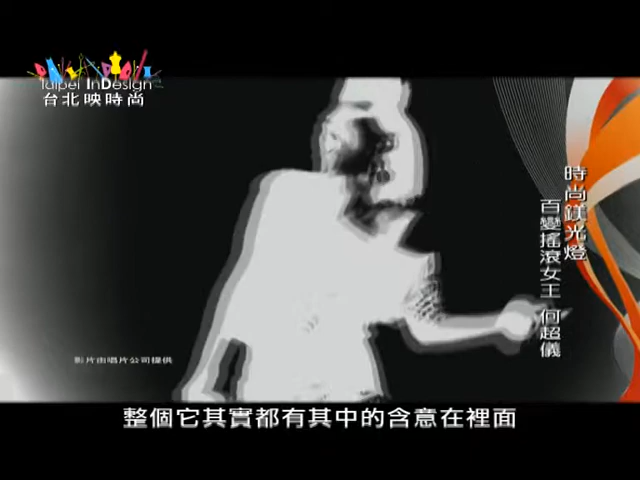 Taipei InDesign
台北映時尚
時尚鎂光燈
百變搖滾女王 何超儀
影片由唱片公司提供
整個它其實都有其中的含意在裡面